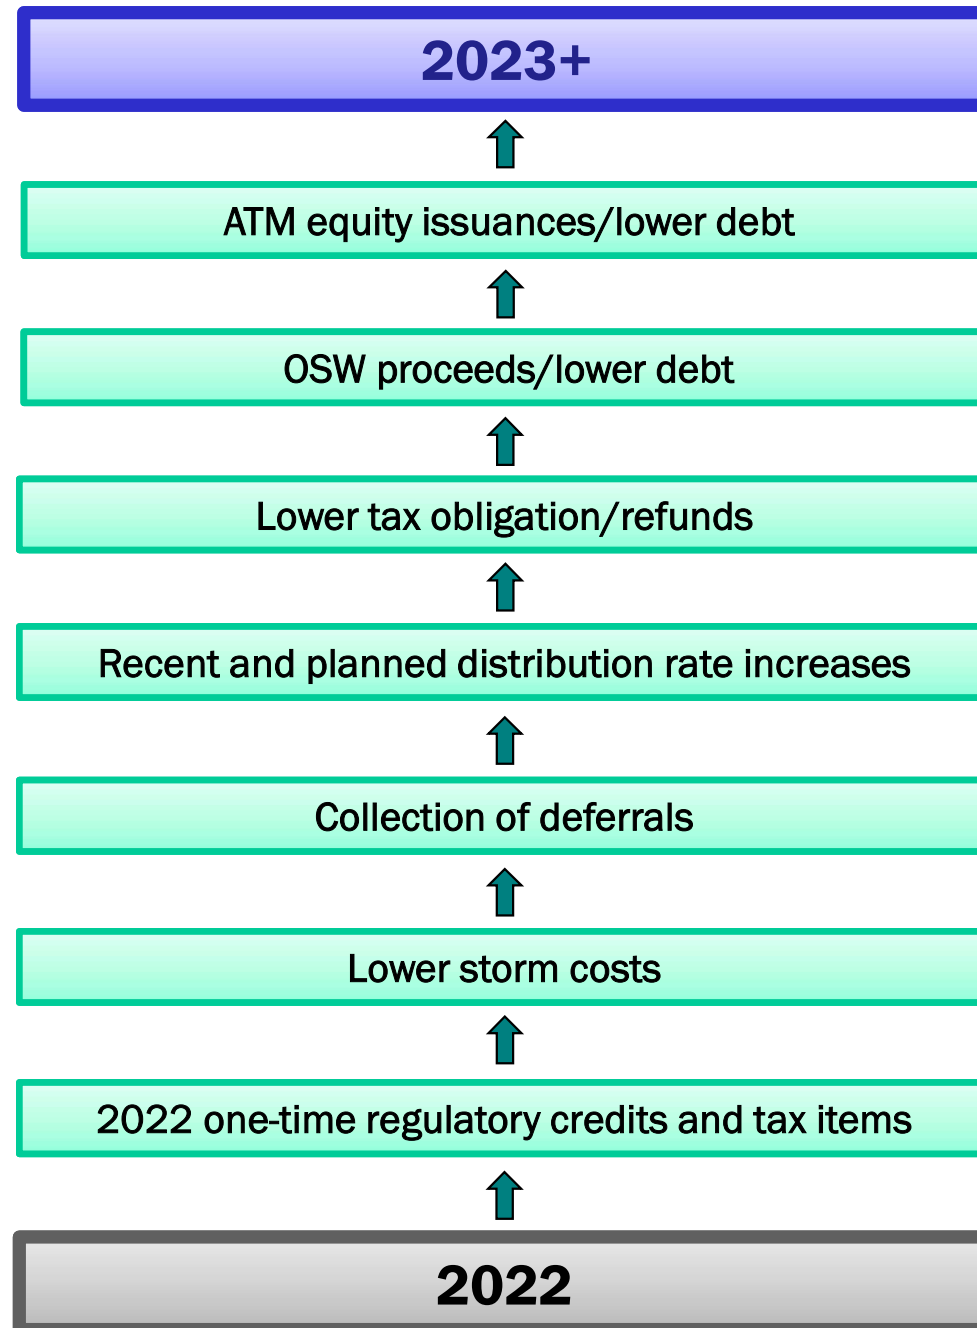 2023+
ATM equity issuances/lower debt
OSW proceeds/lower debt
Lower tax obligation/refunds
Recent and planned distribution rate increases
Collection of deferrals
Lower storm costs
2022 one-time regulatory credits and tax items
2022